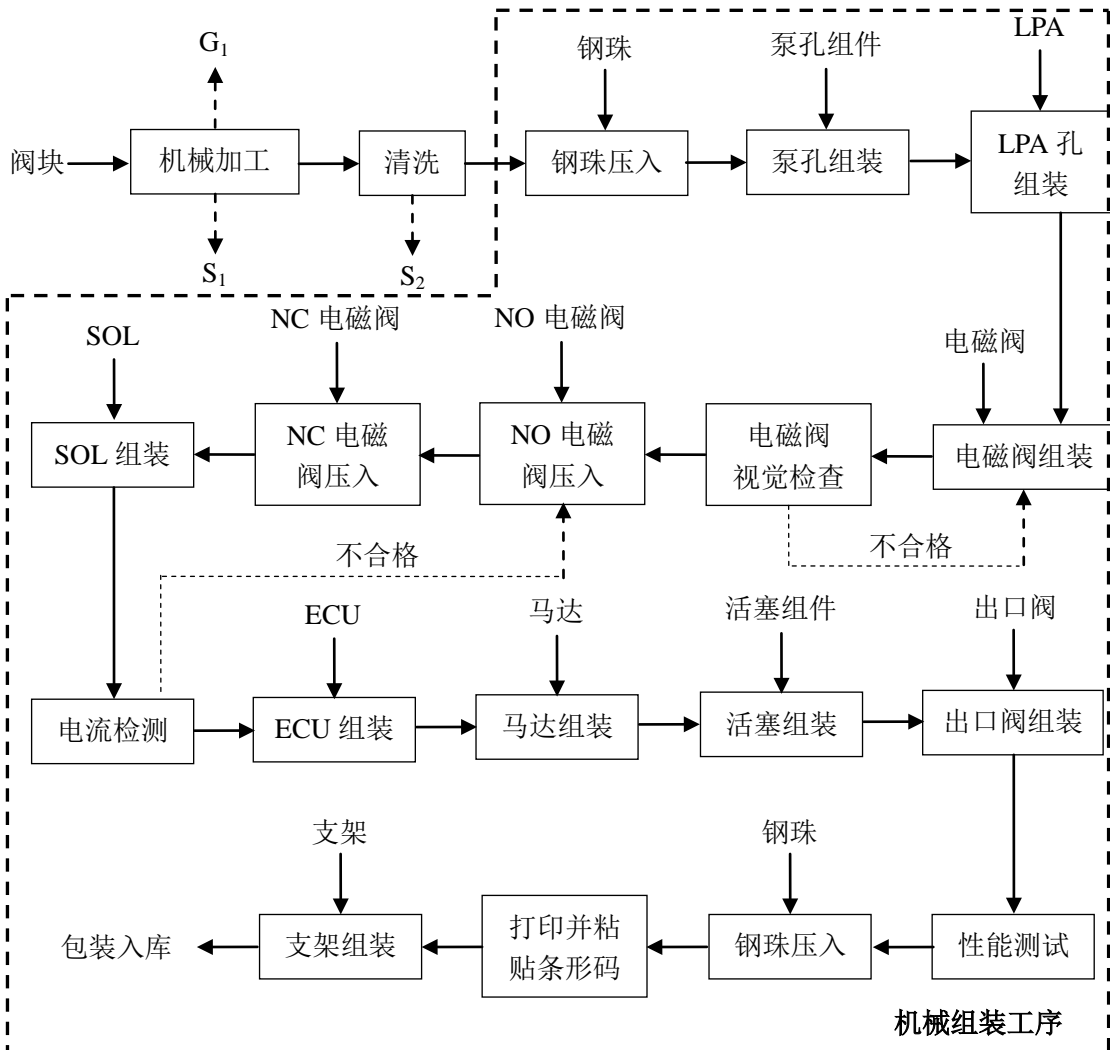 G₁
钢珠
泵孔组件
LPA
阀块
机械加工
清洗
钢珠压入
泵孔组装
LPA 孔
组装
S₁
S₂
SOL
NC 电磁阀
NO 电磁阀
电磁阀
SOL 组装
NC 电磁
阀压入
NO 电磁
阀压入
电磁阀
视觉检查
电磁阀组装
不合格
不合格
ECU
马达
活塞组件
出口阀
电流检测
ECU 组装
马达组装
活塞组装
出口阀组装
支架
钢珠
包装入库
支架组装
打印并粘
贴条形码
钢珠压入
性能测试
机械组装工序